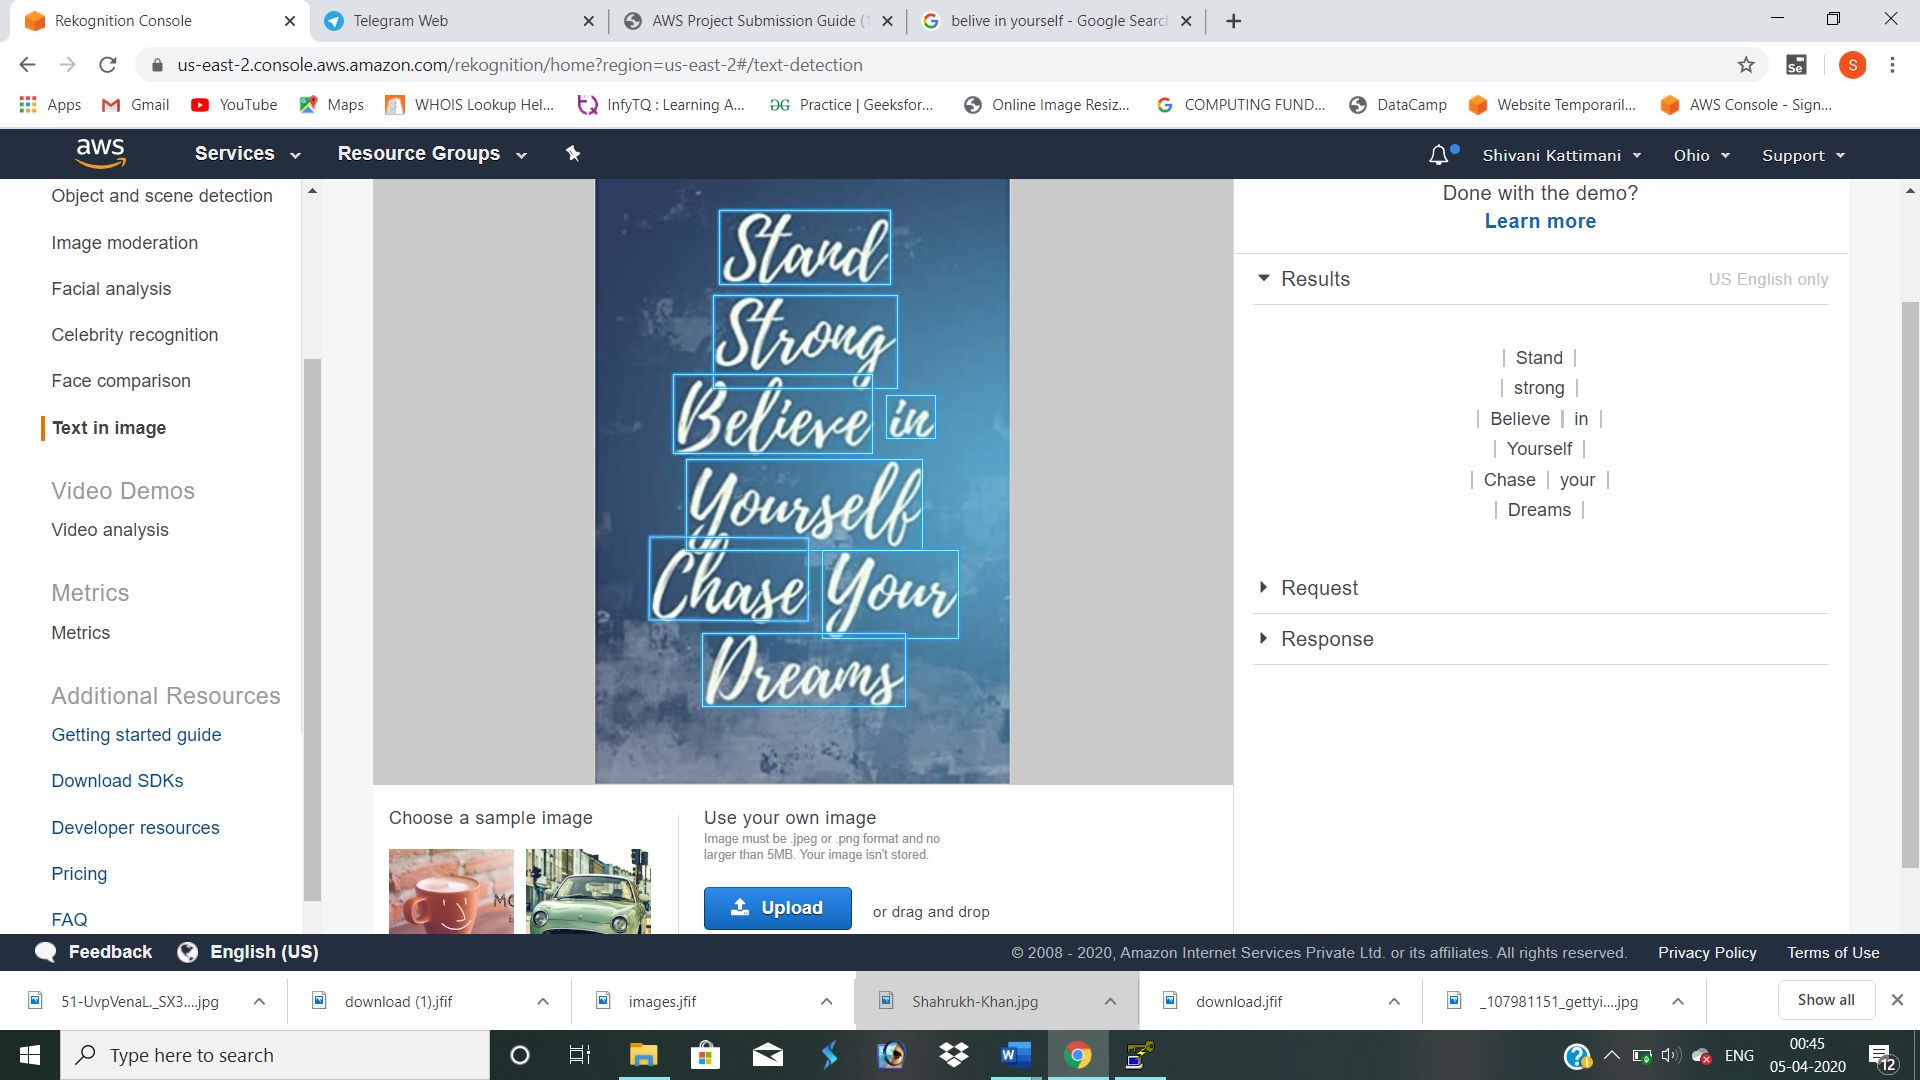 Rekognition Console
Telegram Web
AWS Project Submission Guide (1
belive in yourself - Google Search
us-east-2.console.aws.amazon.com/rekognition/home?region=us-east-2#/text-detection
Se
S
Apps
Gmail
YouTube
Maps
WHOIS Lookup Hel...
InfyTQ : Learning A...
Practice | Geeksfor...
Online Image Resiz...
COMPUTING FUND...
DataCamp
Website Temporaril...
AWS Console - Sign...
aws
Services
Resource Groups
Shivani Kattimani
Ohio
Support
Object and scene detection
Image moderation
Facial analysis
Celebrity recognition
Face comparison
Text in image
Video Demos
Video analysis
Metrics
Metrics
Additional Resources
Getting started guide
Download SDKs
Developer resources
Pricing
FAQ
Stand
Strong
Believe in
Yourself
Chase Your
Dreams
Choose a sample image
Use your own image
Image must be .jpeg or .png format and no
larger than 5MB. Your image isn't stored.
Upload
or drag and drop
Done with the demo?
Learn more
Results
US English only
| Stand |
| strong |
| Believe || in |
| Yourself |
| Chase | your |
| Dreams |
Request
Response
Feedback
English (US)
© 2008 - 2020, Amazon Internet Services Private Ltd. or its affiliates. All rights reserved.
Privacy Policy
Terms of Use
51-UvpVenaL._SX3....jpg
download (1).jfif
images.jfif
Shahrukh-Khan.jpg
download.jfif
_107981151_gettyi....jpg
Show all
Type here to search
ENG
00:45
05-04-2020
12